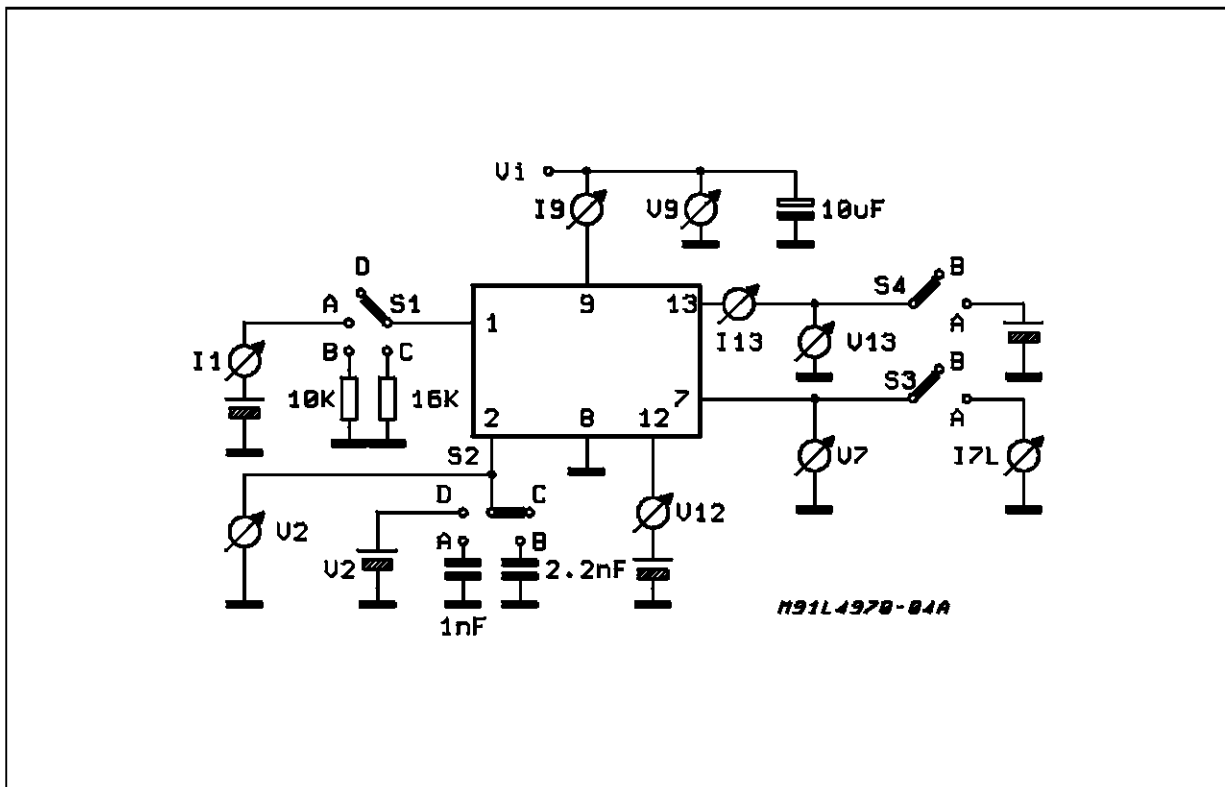 Vi
I9
V9
10uF
D
A
S1
S4
B
9
13
1
A
I1
B
C
I13
V13
S3
B
10K
16K
7
2
8
12
A
S2
V7
I7L
D
C
V2
V12
A
B
V2
2.2nF
1nF
M91L4970-04A